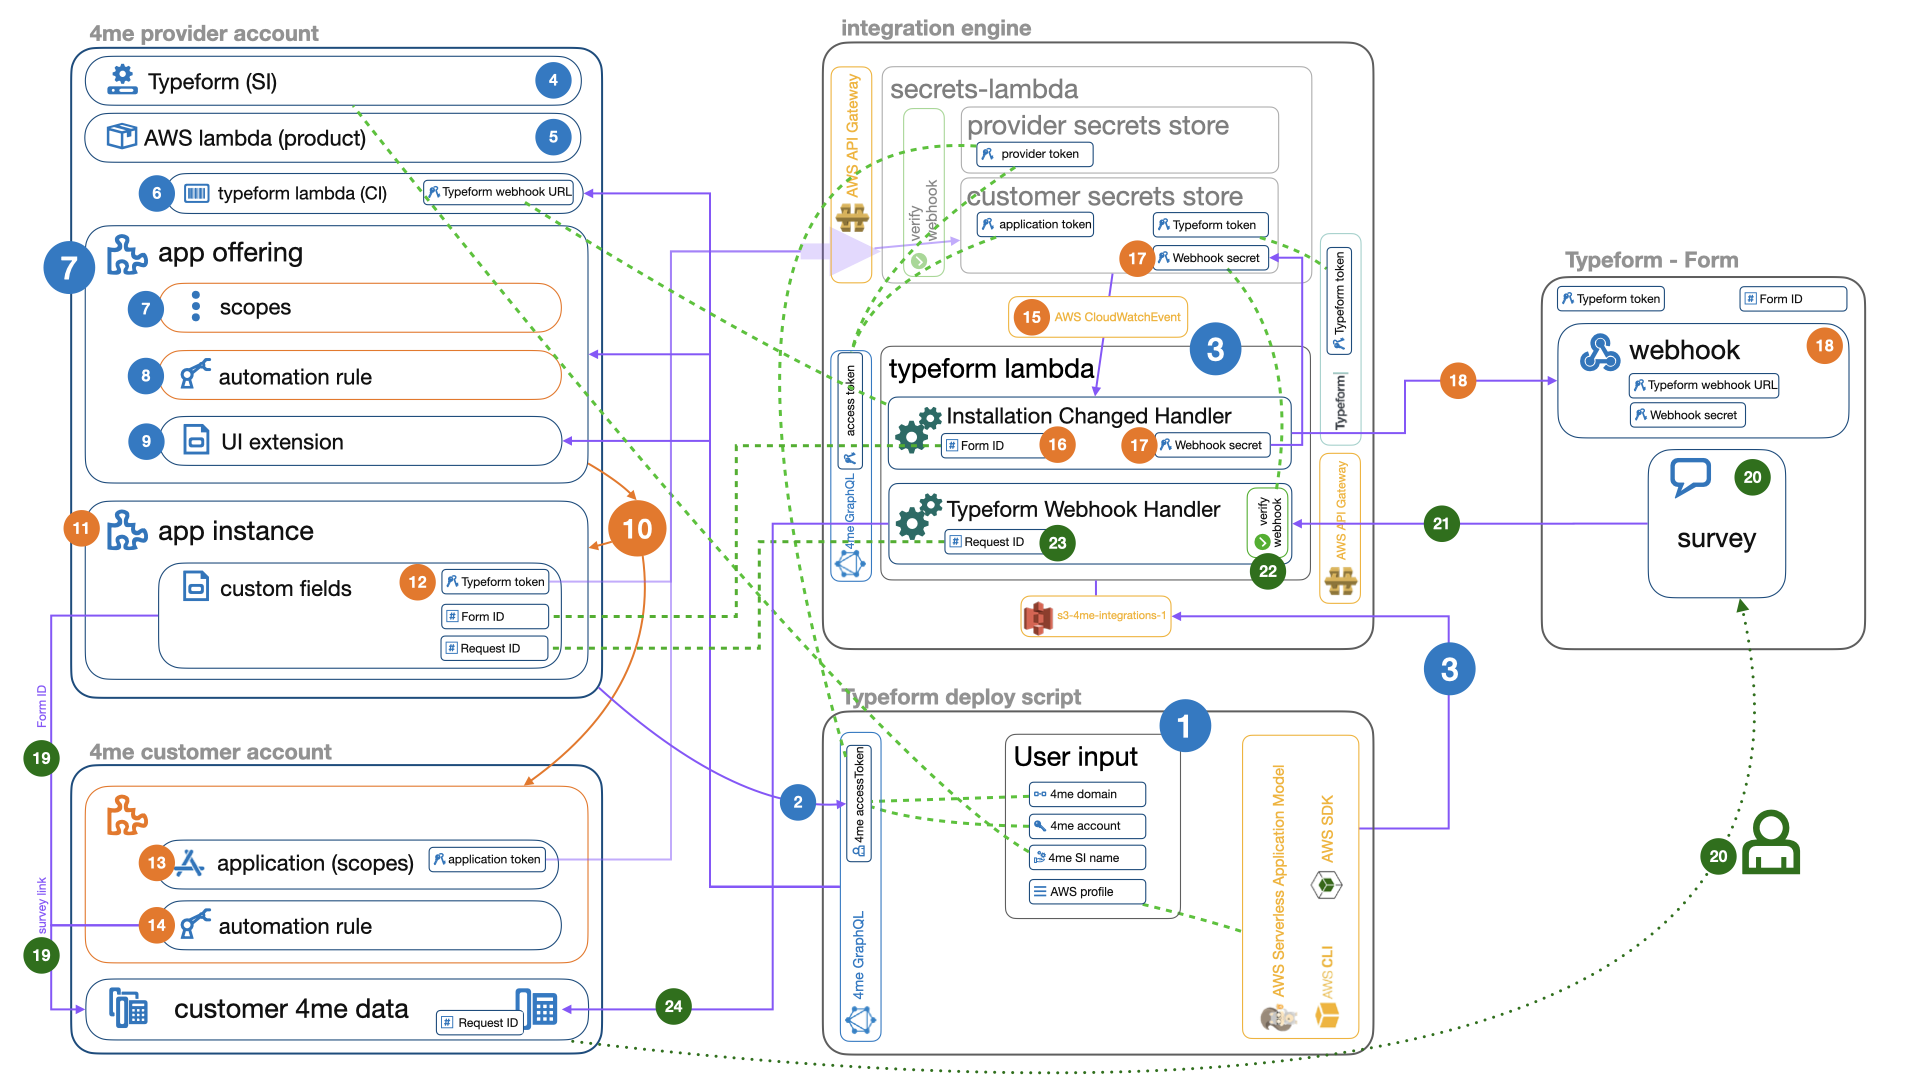 4me provider account
Typeform (SI)
4
AWS lambda (product)
5
6
typeform lambda (CI)
Typeform webhook URL
7
app offering
7
scopes
8
automation rule
9
UI extension
10
11
app instance
custom fields
12
Typeform token
Form ID
Request ID
Form ID
19
survey link
19
4me customer account
13
application (scopes)
application token
14
automation rule
customer 4me data
Request ID
24
2
integration engine
AWS API Gateway
secrets-lambda
verify
webhook
provider secrets store
provider token
customer secrets store
application token
Typeform token
17
Webhook secret
15
AWS CloudWatchEvent
3
Typeform token
Typeform
typeform lambda
access token
4me GraphQL
Installation Changed Handler
Form ID
16
17
Webhook secret
Typeform Webhook Handler
Request ID
23
verify
webhook
22
AWS API Gateway
s3-4me-integrations-1
3
18
21
Typeform - Form
Typeform token
Form ID
webhook
18
Typeform webhook URL
Webhook secret
20
survey
20
Typeform deploy script
1
4me accessToken
4me GraphQL
User input
4me domain
4me account
4me SI name
AWS profile
AWS Serverless Application Model
AWS SDK
AWS CLI